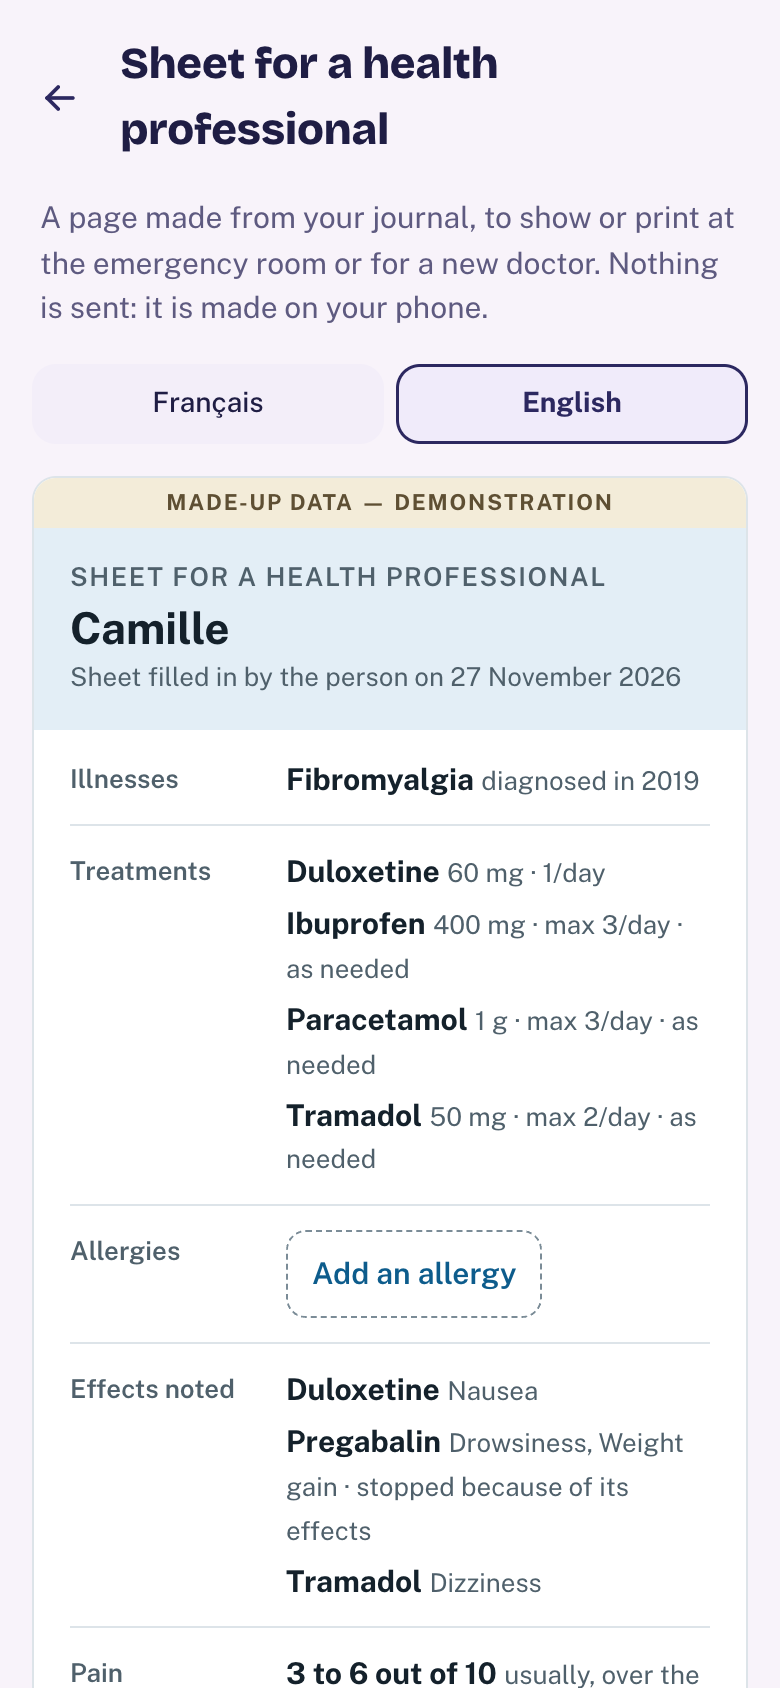 Sheet for a health
professional
A page made from your journal, to show or print at
the emergency room or for a new doctor. Nothing
is sent: it is made on your phone.
Français
English
MADE-UP DATA — DEMONSTRATION
SHEET FOR A HEALTH PROFESSIONAL
Camille
Sheet filled in by the person on 27 November 2026
Illnesses
Fibromyalgia diagnosed in 2019
Treatments
Duloxetine 60 mg · 1/day
Ibuprofen 400 mg · max 3/day ·
as needed
Paracetamol 1 g · max 3/day · as
needed
Tramadol 50 mg · max 2/day · as
needed
Allergies
Add an allergy
Effects noted
Duloxetine Nausea
Pregabalin Drowsiness, Weight
gain · stopped because of its
effects
Tramadol Dizziness
Pain
3 to 6 out of 10 usually, over the